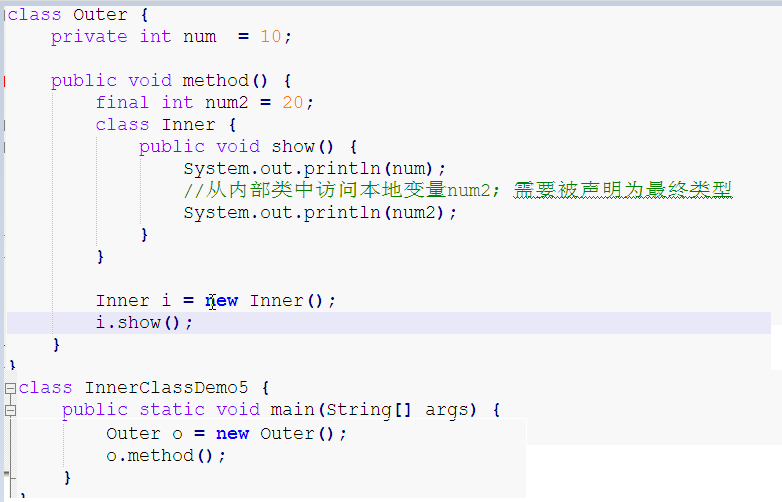 class Outer {
private int num  = 10;
public void method() {
final int num2 = 20;
class Inner {
public void show() {
System.out.println(num);
//从内部类中访问本地变量num2; 需要被声明为最终类型
System.out.println(num2);
}
}
Inner i = new Inner();
i.show();
}
}
class InnerClassDemo5 {
public static void main(String[] args) {
Outer o = new Outer();
o.method();
}
}